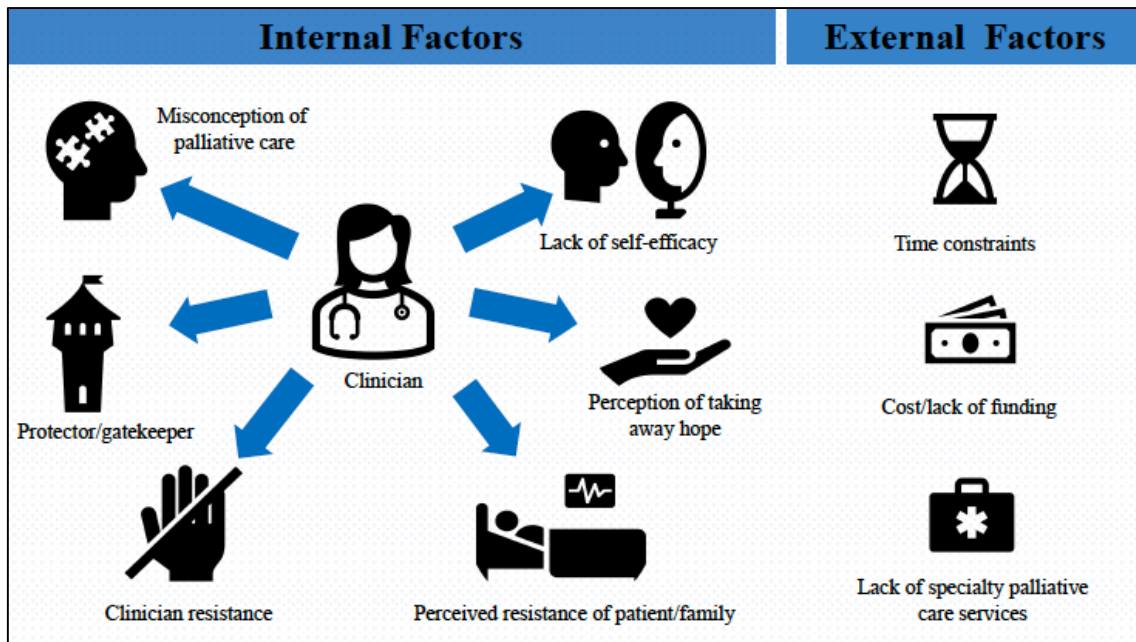 Internal Factors
External Factors
Misconception of
palliative care
Lack of self-efficacy
Time constraints
Clinician
Protector/gatekeeper
Perception of taking
away hope
Cost/lack of funding
Clinician resistance
Perceived resistance of patient/family
Lack of specialty palliative
care services